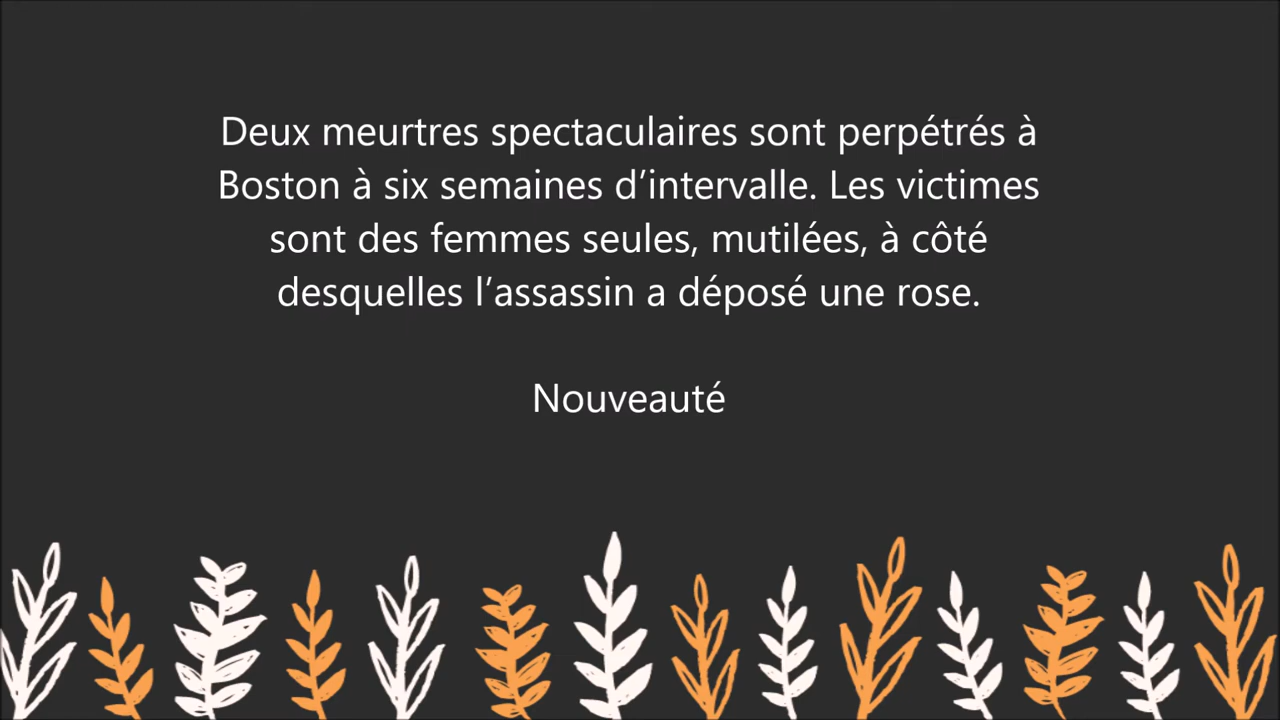 Deux meurtres spectaculaires sont perpétrés à
Boston à six semaines d’intervalle. Les victimes
sont des femmes seules, mutilées, à côté
desquelles l’assassin a déposé une rose.
Nouveauté